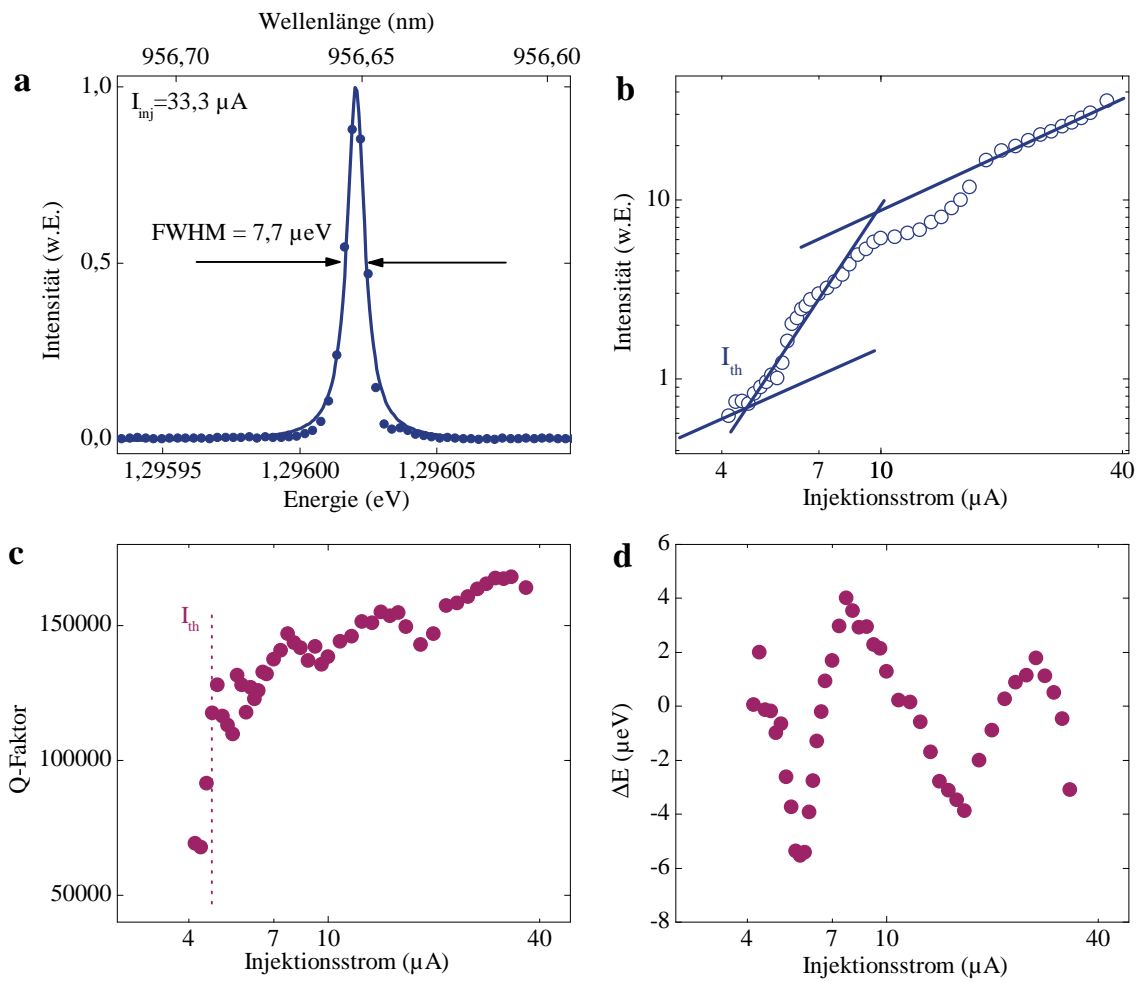 a
Wellenlänge (nm)
956,70 956,65 956,60
I_inj=33,3 µA
FWHM = 7,7 µeV
Intensität (w.E.)
1,0
0,5
0,0
1,29595 1,29600 1,29605
Energie (eV)
b
Intensität (w.E.)
10
1
I_th
4 7 10 40
Injektionsstrom (µA)
c
Q-Faktor
150000
100000
50000
I_th
4 7 10 40
Injektionsstrom (µA)
d
ΔE (µeV)
6
4
2
0
-2
-4
-6
-8
4 7 10 40
Injektionsstrom (µA)